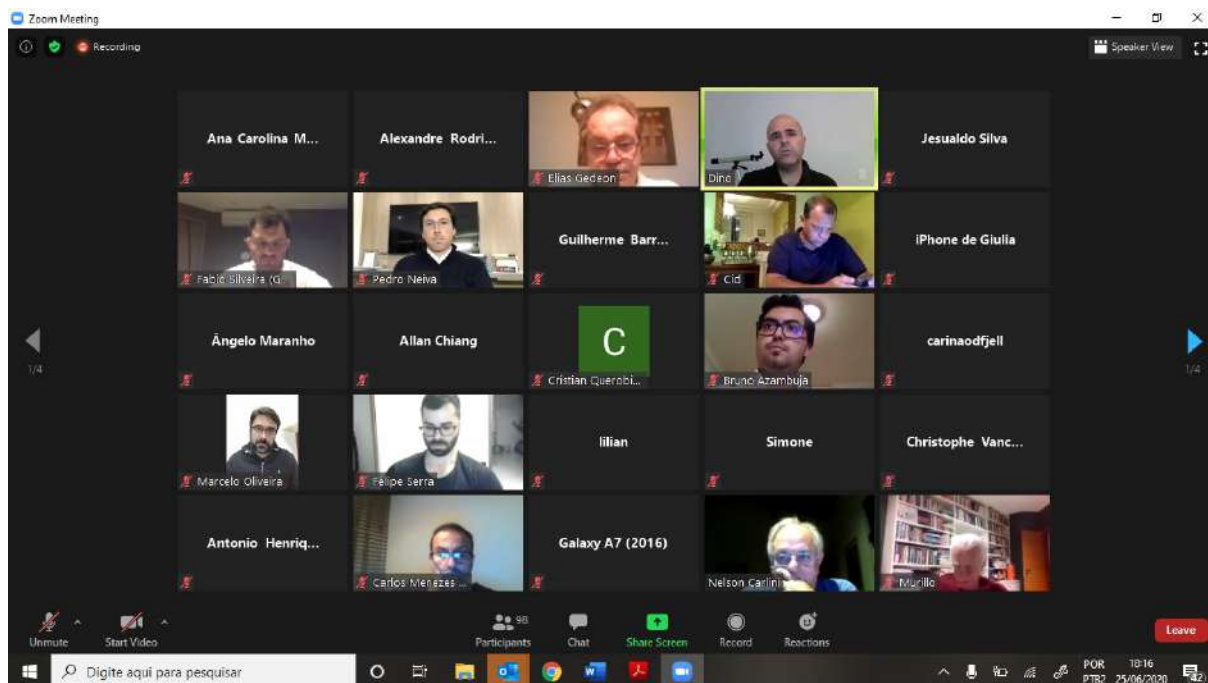 Zoom Meeting
Recording
Speaker View
Ana Carolina M...
Alexandre Rodri...
Elias Gedeon
Dino
Jesualdo Silva
Fabio Silveira (G
Pedro Neiva
Guilherme Barr...
Cid
iPhone de Giulia
Ângelo Maranho
Allan Chiang
C
Cristian Querobi...
Bruno Azambuja
carinaodfjell
1/4
1/4
Marcelo Oliveira
Felipe Serra
lilian
Simone
Christophe Vanc...
Antonio Henriq...
Carlos Menezes ...
Galaxy A7 (2016)
Nelson Carlini
Murillo
Unmute
Start Video
98
Participants
Chat
Share Screen
Record
Reactions
Leave
Digite aqui para pesquisar
POR
PTB2
18:16
25/06/2020
42